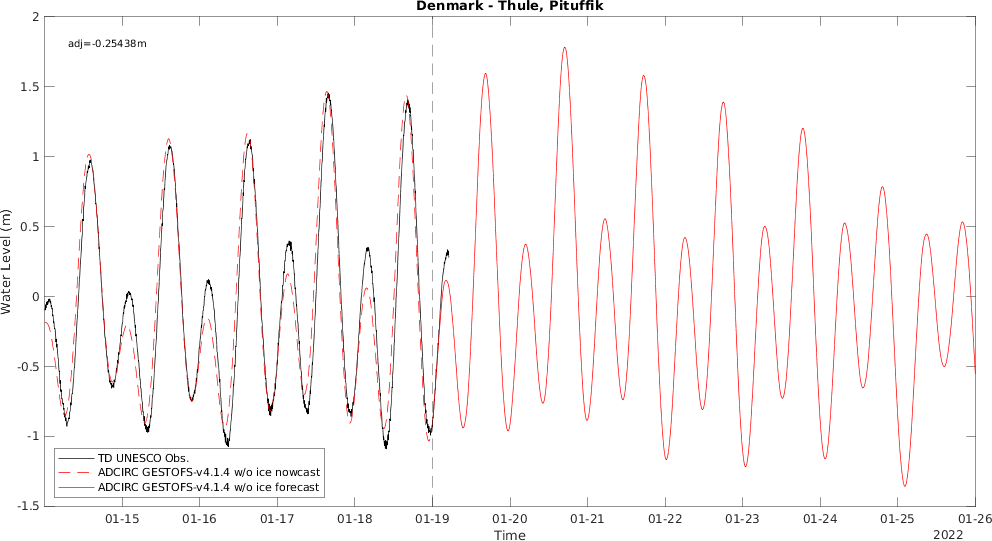 Denmark - Thule, Pituffik
adj=-0.25438m
2
1.5
1
0.5
0
-0.5
-1
-1.5
Water Level (m)
TD UNESCO Obs.
ADCIRC GESTOFS-v4.1.4 w/o ice nowcast
ADCIRC GESTOFS-v4.1.4 w/o ice forecast
01-15 01-16 01-17 01-18 01-19 01-20 01-21 01-22 01-23 01-24 01-25 01-26
Time
2022